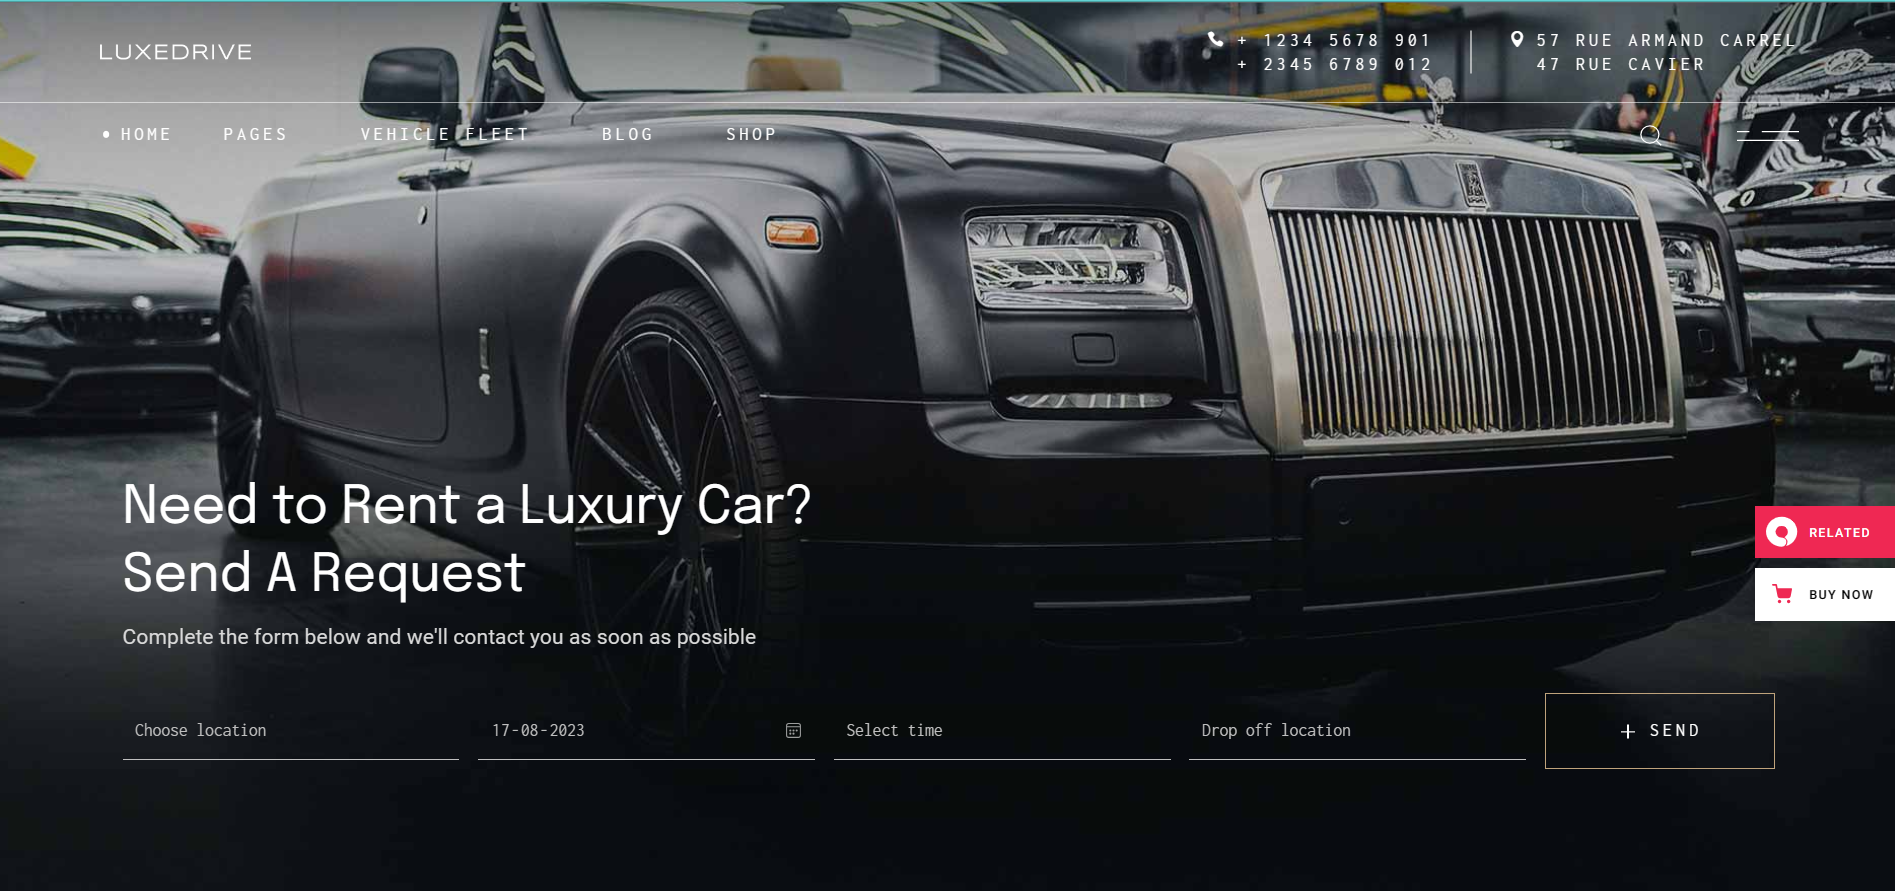 LUXEDRIVE
+ 1234 5678 901
+ 2345 6789 012
57 RUE ARMAND CARREL
47 RUE CAVIER
HOME PAGES VEHICLE FLEET BLOG SHOP
Need to Rent a Luxury Car?
Send A Request
RELATED
BUY NOW
Complete the form below and we'll contact you as soon as possible
Choose location 17-08-2023 Select time Drop off location + SEND